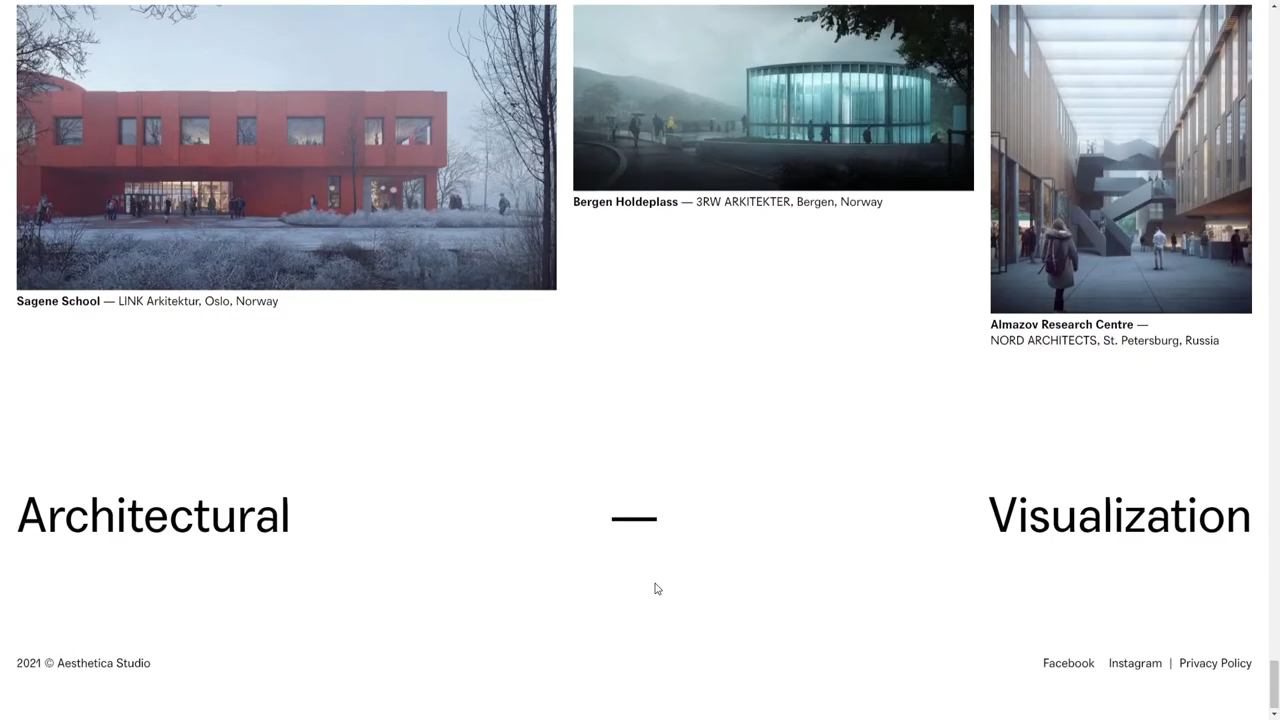 Sagene School — LINK Arkitektur, Oslo, Norway
Bergen Holdeplass — 3RW ARKITEKTER, Bergen, Norway
Almazov Research Centre —
NORD ARCHITECTS, St. Petersburg, Russia
Architectural — Visualization
2021 © Aesthetica Studio
Facebook Instagram | Privacy Policy